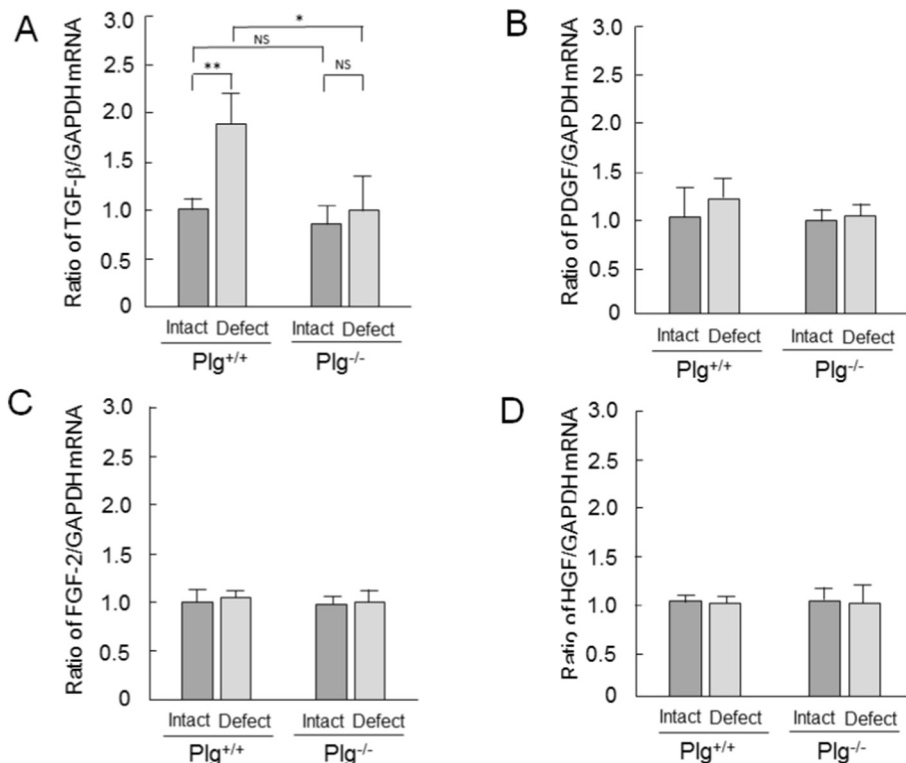 A
Ratio of TGF-β/GAPDH mRNA
3.0
2.5
2.0
1.5
1.0
0.5
0
*
NS
**
NS
Intact Defect Intact Defect
Plg+/+ Plg-/-
B
Ratio of PDGF/GAPDH mRNA
3.0
2.5
2.0
1.5
1.0
0.5
0
Intact Defect Intact Defect
Plg+/+ Plg-/-
C
Ratio of FGF-2/GAPDH mRNA
3.0
2.5
2.0
1.5
1.0
0.5
0
Intact Defect Intact Defect
Plg+/+ Plg-/-
D
Ratio of HGF/GAPDH mRNA
3.0
2.5
2.0
1.5
1.0
0.5
0
Intact Defect Intact Defect
Plg+/+ Plg-/-